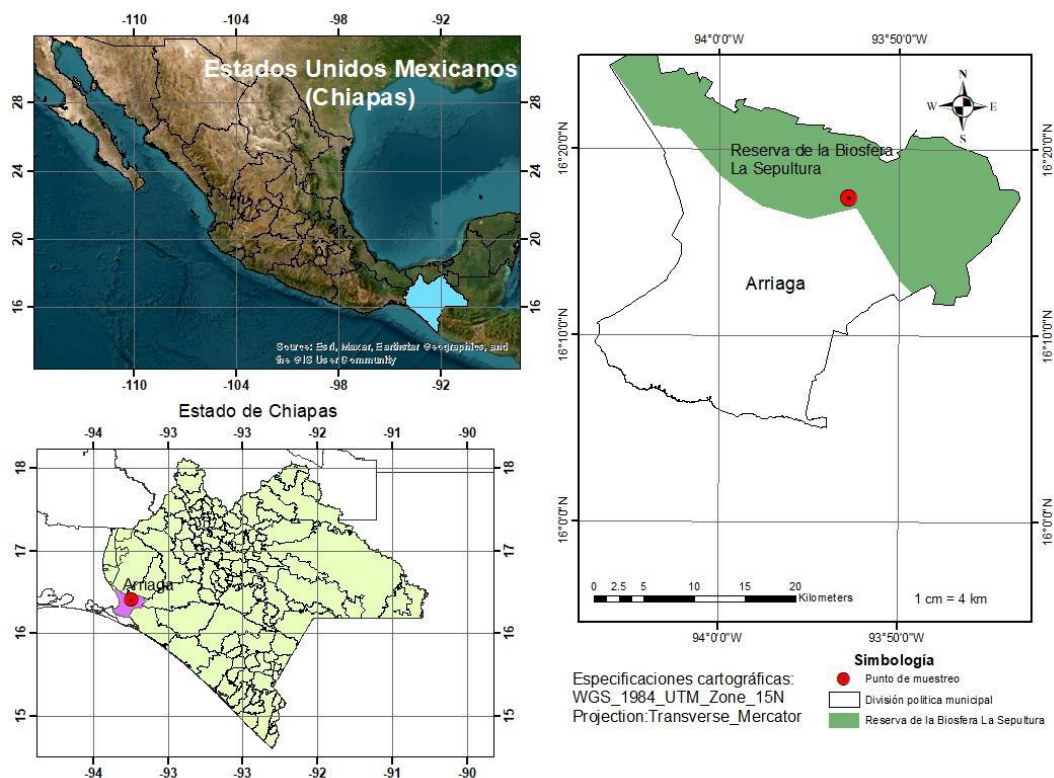 -110 -104 -98 -92
Estados Unidos Mexicanos
(Chiapas)
28 28
24 24
20 20
16 16
Source: Esri, Maxar, Earthstar Geographics, and
the GIS User Community
-110 -104 -98 -92
Estado de Chiapas
-94 -93 -93 -92 -91 -90
18 18
17 17
Arriaga
16 16
15 15
-94 -93 -93 -92 -91 -90
94°0'0"W 93°50'0"W
N
W E
S
16°20'0"N 16°20'0"N
Reserva de la Biosfera
La Sepultura
Arriaga
16°10'0"N 16°10'0"N
16°0'0"N 16°0'0"N
0 2.5 5 10 15 20
Kilometers
1 cm = 4 km
94°0'0"W 93°50'0"W
Especificaciones cartográficas:
WGS_1984_UTM_Zone_15N
Projection:Transverse_Mercator
Simbología
Punto de muestreo
División política municipal
Reserva de la Biosfera La Sepultura